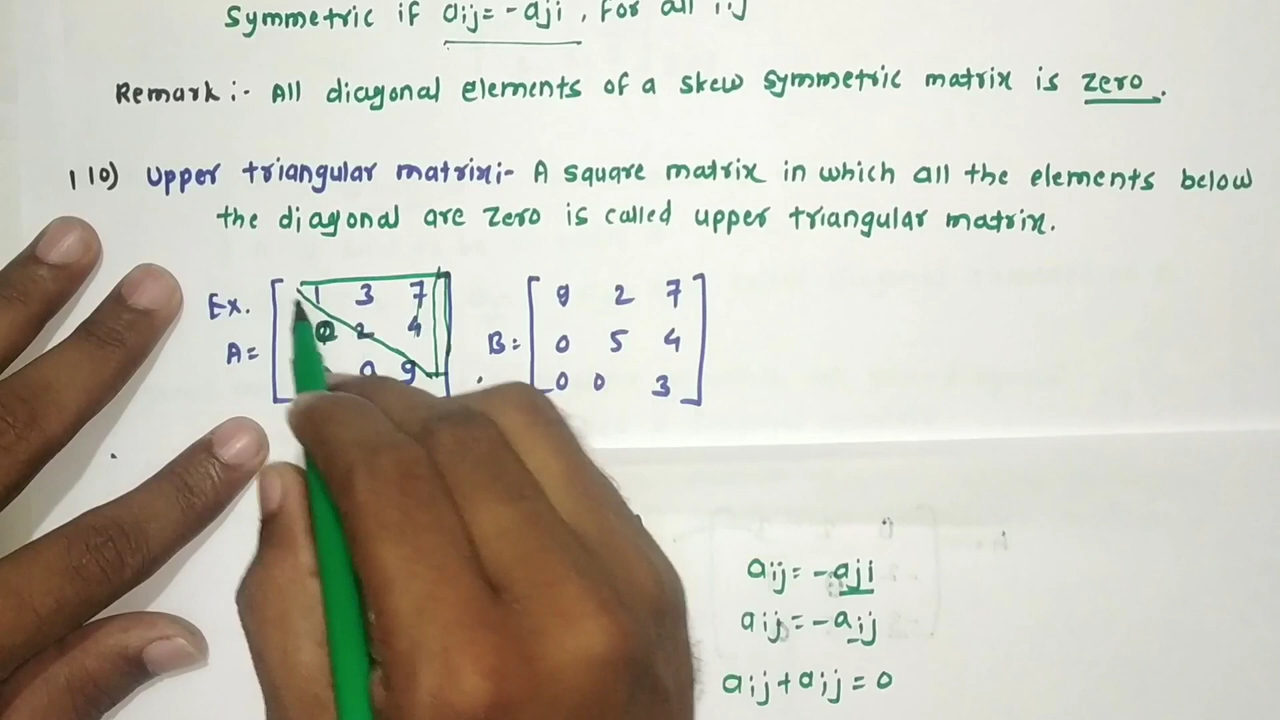 Symmetric if aij = -aji, For all i,j
Remark :- All diagonal elements of a skew symmetric matrix is zero.
10) Upper triangular matrix:- A square matrix in which all the elements below
the diagonal are zero is called upper triangular matrix.
Ex.
A = [ 1 3 7
2 4
9
B = [ 9 2 7 ]
0 5 4
0 0 3
aij = -aji
aij = -aij
aij + aij = 0